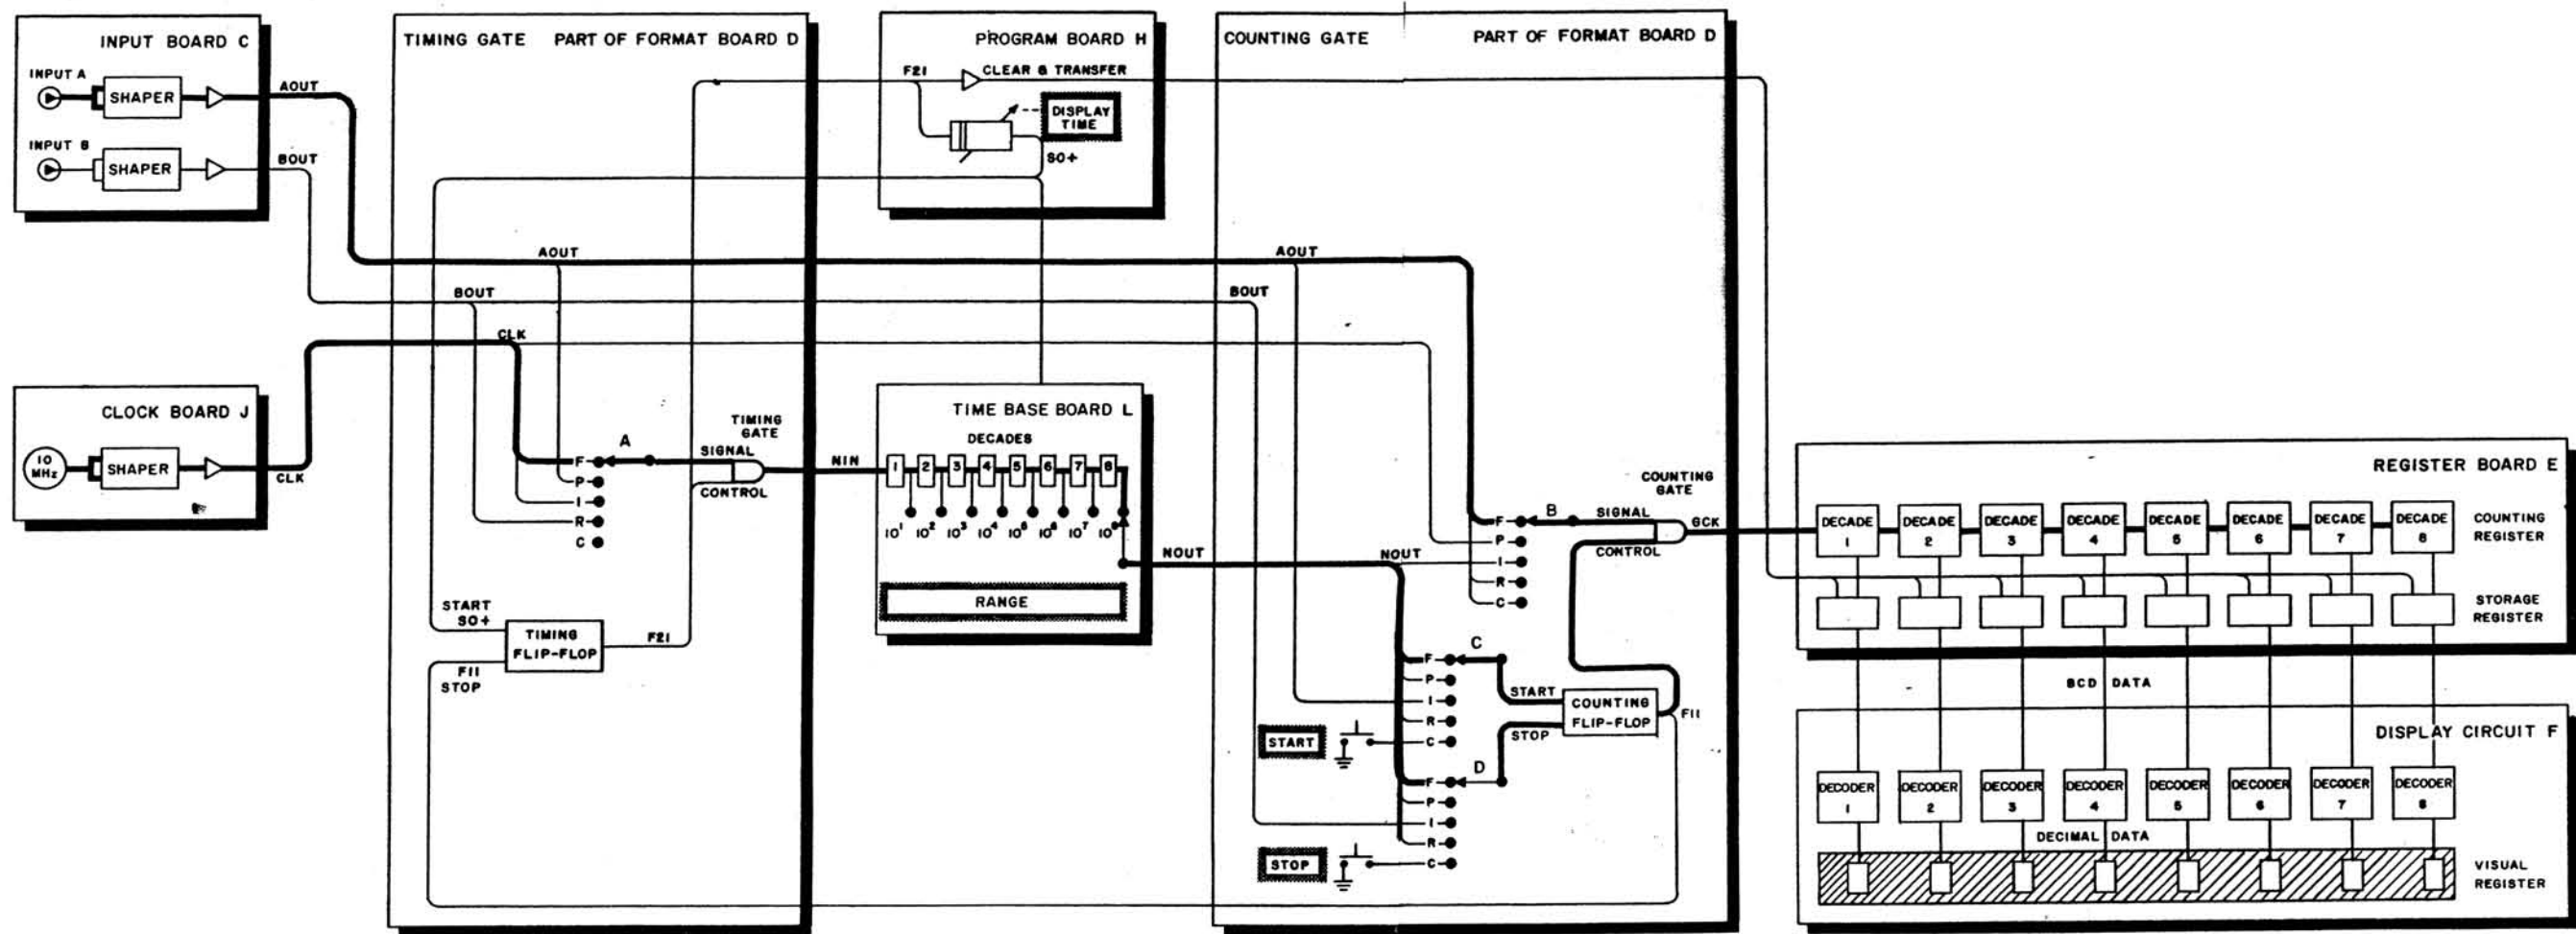 INPUT BOARD C
INPUT A
SHAPER
AOUT
INPUT B
SHAPER
BOUT
CLOCK BOARD J
10
MHz
SHAPER
CLK
TIMING GATE PART OF FORMAT BOARD D
AOUT
BOUT
CLK
A
F
P
I
R
C
TIMING
GATE
SIGNAL
CONTROL
START
SO+
TIMING
FLIP-FLOP
F21
F11
STOP
NIN
PROGRAM BOARD H
F21
CLEAR & TRANSFER
DISPLAY
TIME
SO+
TIME BASE BOARD L
DECADES
1 2 3 4 5 6 7 8
10¹ 10² 10³ 10⁴ 10⁵ 10⁶ 10⁷ 10⁸
RANGE
NOUT
COUNTING GATE PART OF FORMAT BOARD D
AOUT
BOUT
NOUT
B
F
P
I
R
C
COUNTING
GATE
SIGNAL
CONTROL
GCK
C
F
P
I
R
C
START
START
COUNTING
FLIP-FLOP
F11
STOP
D
F
P
I
R
C
STOP
REGISTER BOARD E
DECADE 1
DECADE 2
DECADE 3
DECADE 4
DECADE 5
DECADE 6
DECADE 7
DECADE 8
COUNTING
REGISTER
STORAGE
REGISTER
BCD DATA
DISPLAY CIRCUIT F
DECODER 1
DECODER 2
DECODER 3
DECODER 4
DECODER 5
DECODER 6
DECODER 7
DECODER 8
DECIMAL DATA
VISUAL
REGISTER